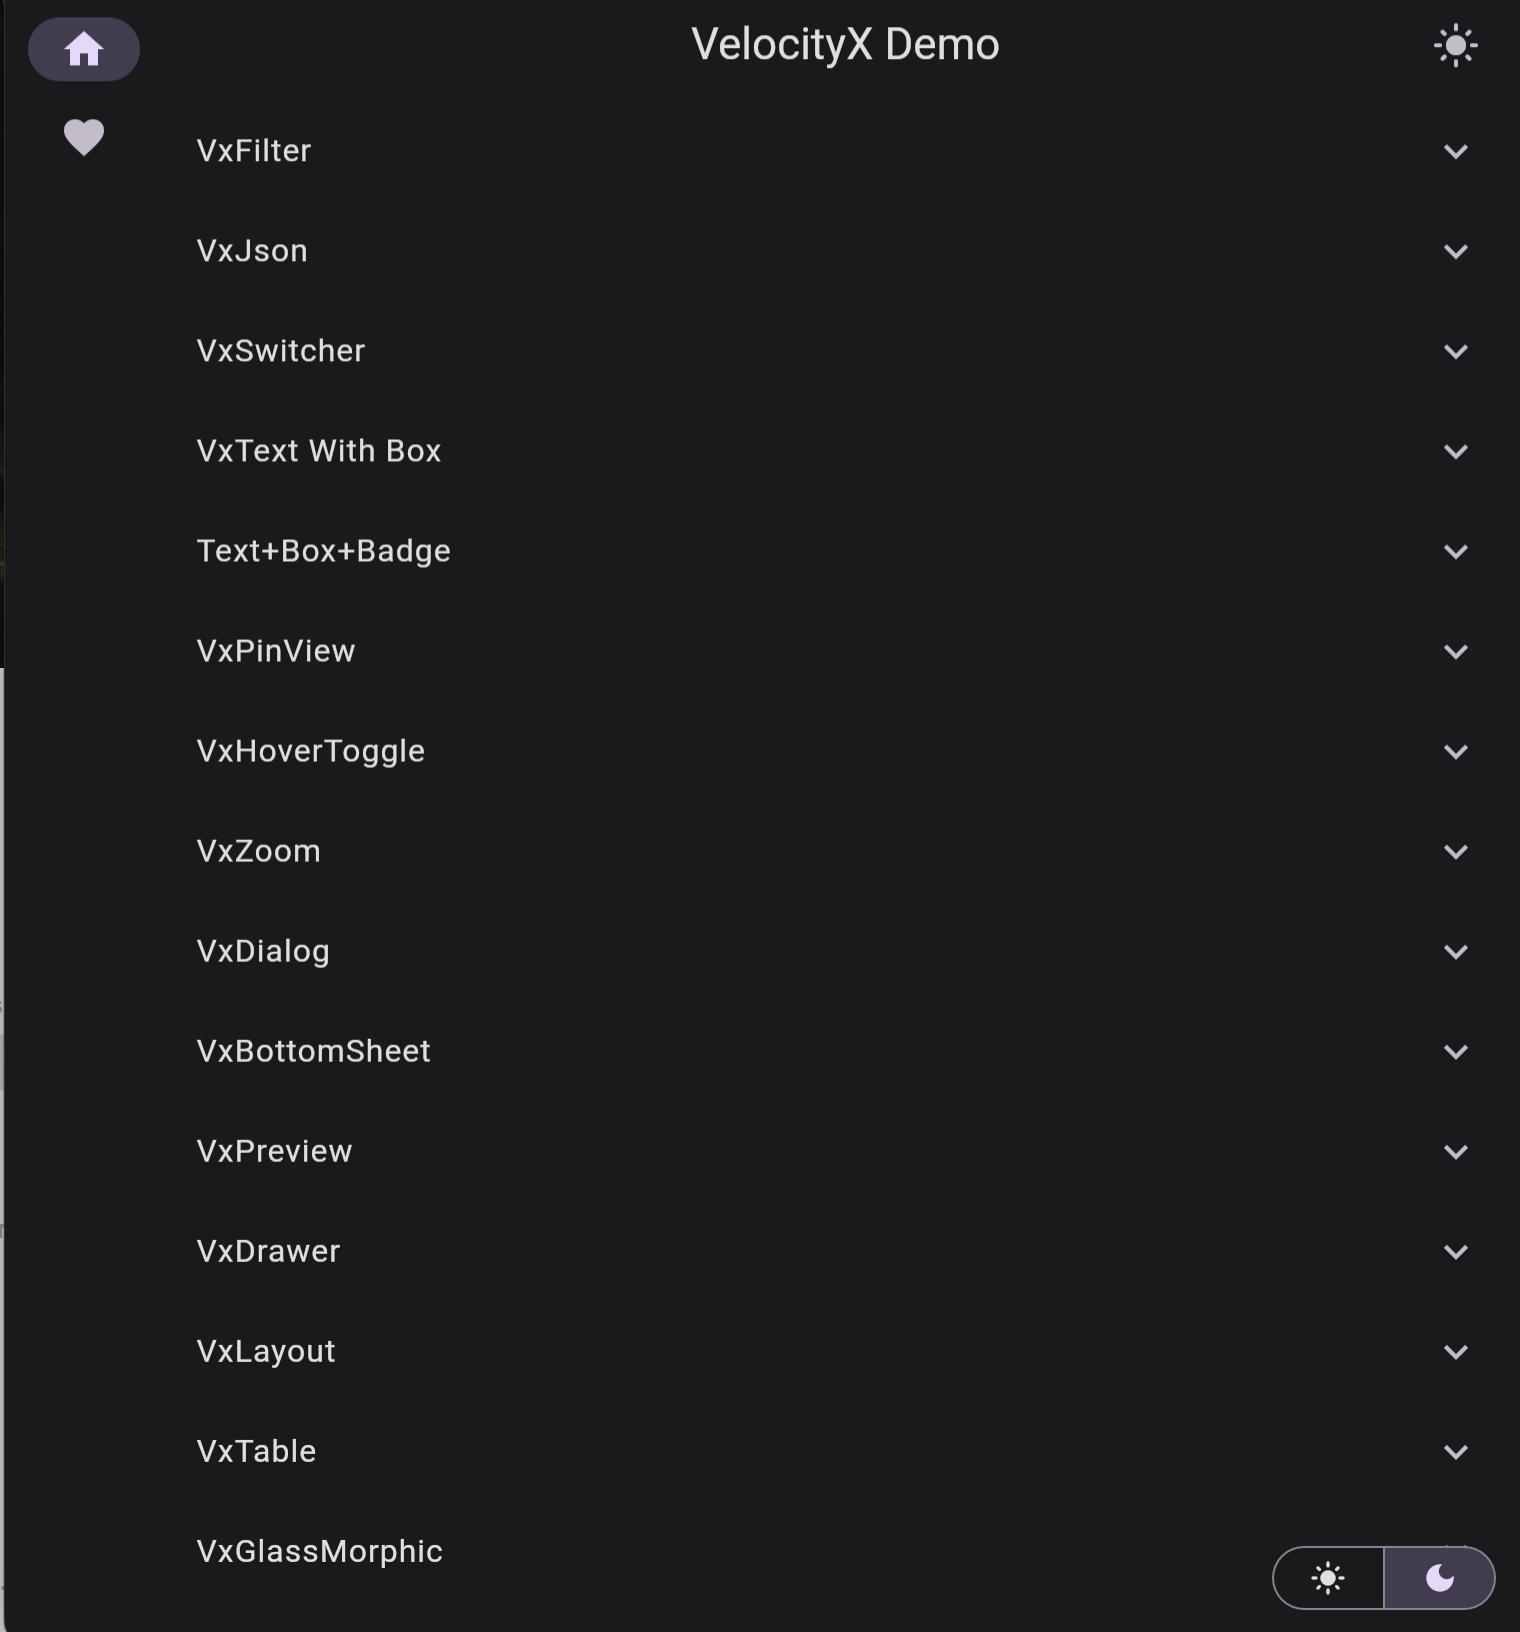 VelocityX Demo
VxFilter
VxJson
VxSwitcher
VxText With Box
Text+Box+Badge
VxPinView
VxHoverToggle
VxZoom
VxDialog
VxBottomSheet
VxPreview
VxDrawer
VxLayout
VxTable
VxGlassMorphic